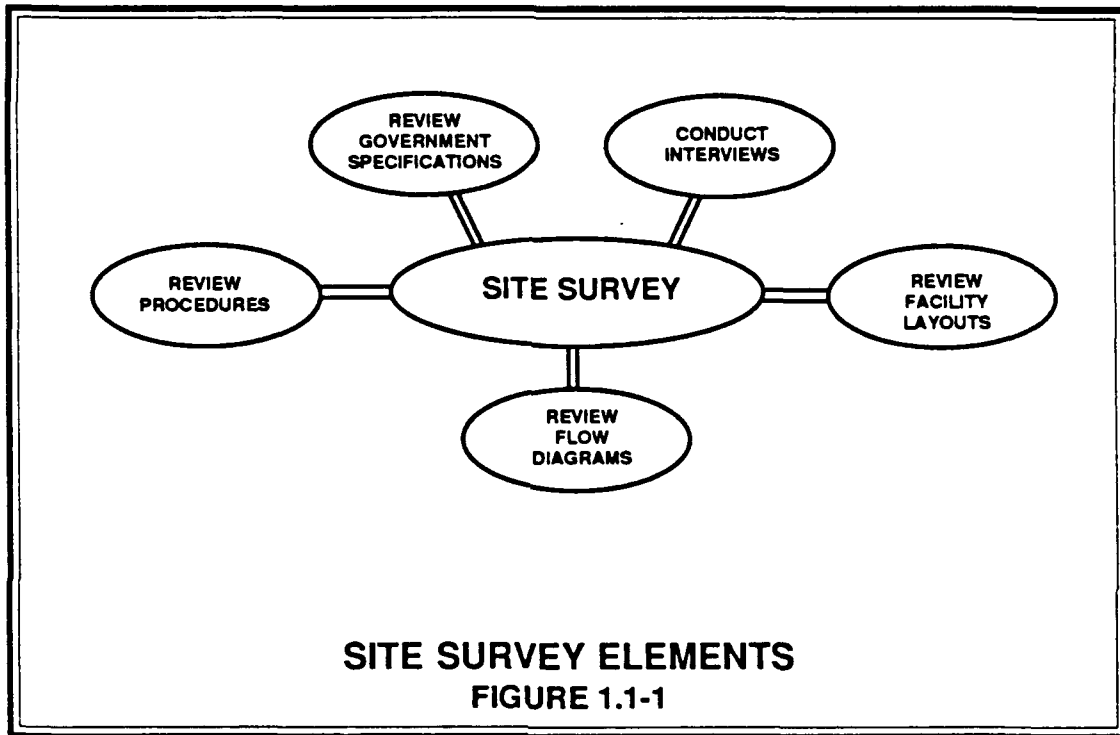 REVIEW
GOVERNMENT
SPECIFICATIONS
CONDUCT
INTERVIEWS
REVIEW
PROCEDURES
SITE SURVEY
REVIEW
FACILITY
LAYOUTS
REVIEW
FLOW
DIAGRAMS
SITE SURVEY ELEMENTS
FIGURE 1.1-1